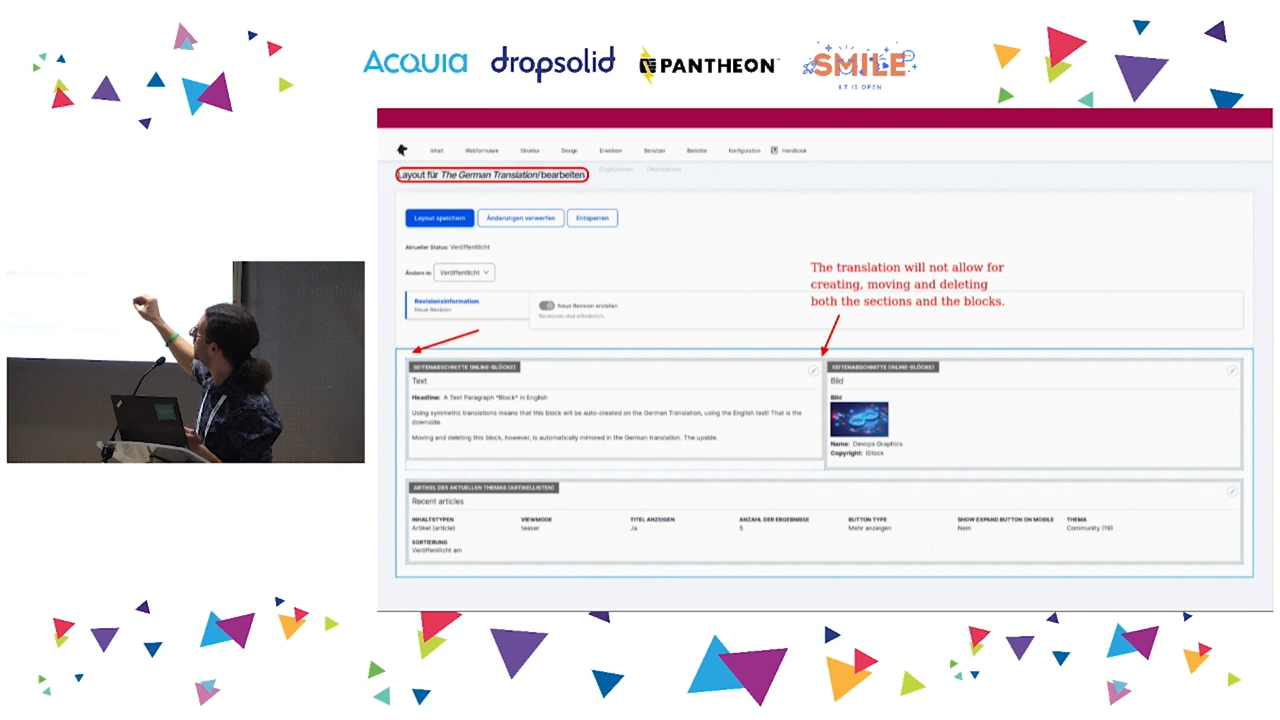 ACQUIA
dropsolid
PANTHEON
SMILE
I.T IS OPEN
Inhalt Webformulare Struktur Design Erweitern Benutzer Berichte Konfiguration Handbook
Layout für The German Translation! bearbeiten
Duplizieren Übersetzen
Layout speichern Änderungen verwerfen Entsperren
Aktueller Status: Veröffentlicht
Ändern in: Veröffentlicht
Revisionsinformation
Neue Revision
Neue Revision erstellen
Revisionen sind erforderlich.
The translation will not allow for
creating, moving and deleting
both the sections and the blocks.
SEITENABSCHNITTE (INLINE-BLÖCKE)
Text
Headline: A Text Paragraph *Block* in English
Using symmetric translations means that this block will be auto-created on the German Translation, using the English text! That is the
downside.
Moving and deleting this block, however, is automatically mirrored in the German translation. The upside.
SEITENABSCHNITTE (INLINE-BLÖCKE)
Bild
Bild
Name: Devops Graphics
Copyright: iStock
ARTIKEL DES AKTUELLEN THEMAS (ARTIKELLISTEN)
Recent articles
INHALTSTYPEN VIEWMODE TITEL ANZEIGEN ANZAHL DER ERGEBNISSE BUTTON TYPE SHOW EXPAND BUTTON ON MOBILE THEMA
Artikel (article) teaser Ja 5 Mehr anzeigen Nein Community (19)
SORTIERUNG
Veröffentlicht am